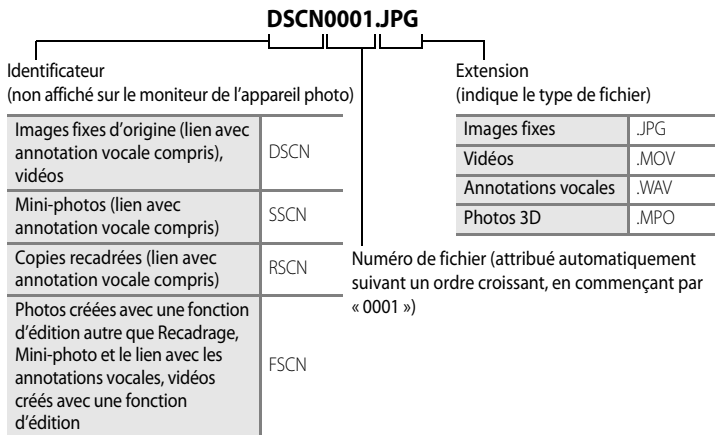 DSCN0001.JPG
Identificateur
(non affiché sur le moniteur de l'appareil photo)
Images fixes d'origine (lien avec
annotation vocale compris),
vidéos
DSCN
Mini-photos (lien avec
annotation vocale compris)
SSCN
Copies recadrées (lien avec
annotation vocale compris)
RSCN
Photos créées avec une fonction
d'édition autre que Recadrage,
Mini-photo et le lien avec les
annotations vocales, vidéos
créés avec une fonction
d'édition
FSCN
Extension
(indique le type de fichier)
Images fixes .JPG
Vidéos .MOV
Annotations vocales .WAV
Photos 3D .MPO
Numéro de fichier (attribué automatiquement
suivant un ordre croissant, en commençant par
« 0001 »)